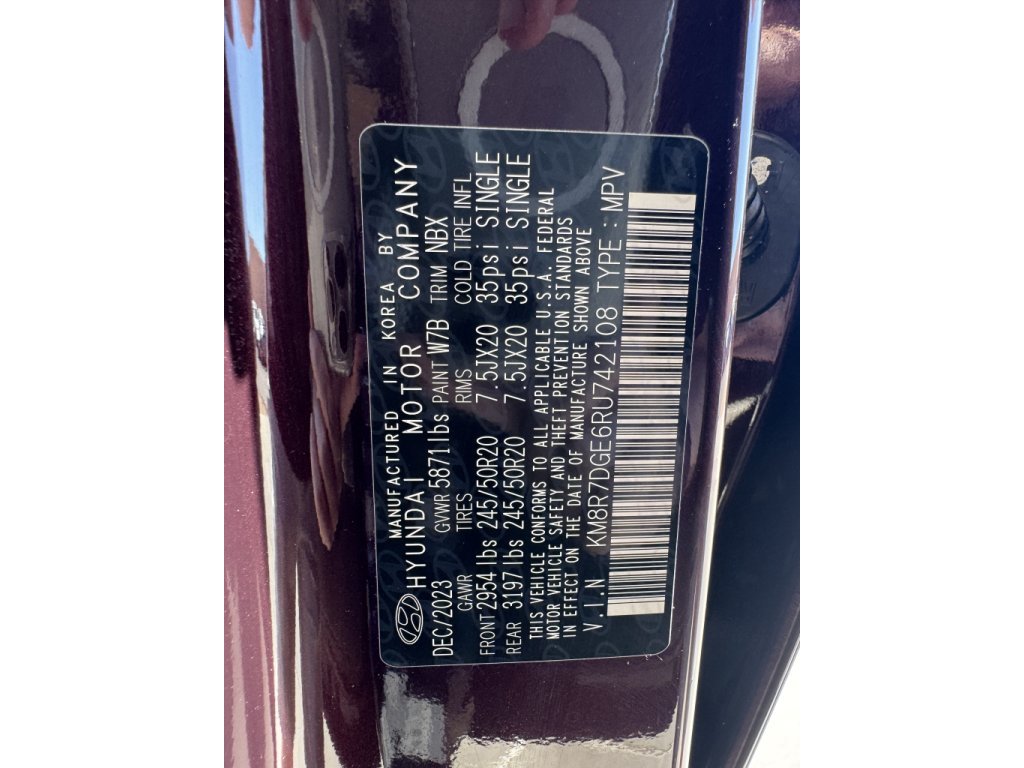 MANUFACTURED IN KOREA BY
HYUNDAI MOTOR COMPANY
DEC/2023 GVWR 5871lbs PAINT W7B TRIM NBX
GAWR TIRES RIMS COLD TIRE INFL
FRONT 2954lbs 245/50R20 7.5JX20 35psi SINGLE
REAR 3197lbs 245/50R20 7.5JX20 35psi SINGLE
THIS VEHICLE CONFORMS TO ALL APPLICABLE U.S.A. FEDERAL
MOTOR VEHICLE SAFETY AND THEFT PREVENTION STANDARDS
IN EFFECT ON THE DATE OF MANUFACTURE SHOWN ABOVE
V.I.N KM8R7DGE6RU742108 TYPE : MPV